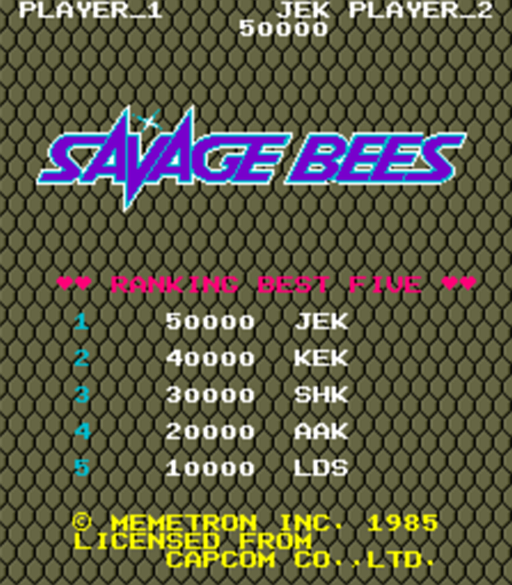 PLAYER_1 JEK PLAYER_2
50000
SAVAGE BEES
♥♥ RANKING BEST FIVE ♥♥
1 50000 JEK
2 40000 KEK
3 30000 SHK
4 20000 AAK
5 10000 LDS
© MEMETRON INC. 1985
LICENSED FROM
CAPCOM CO.,LTD.